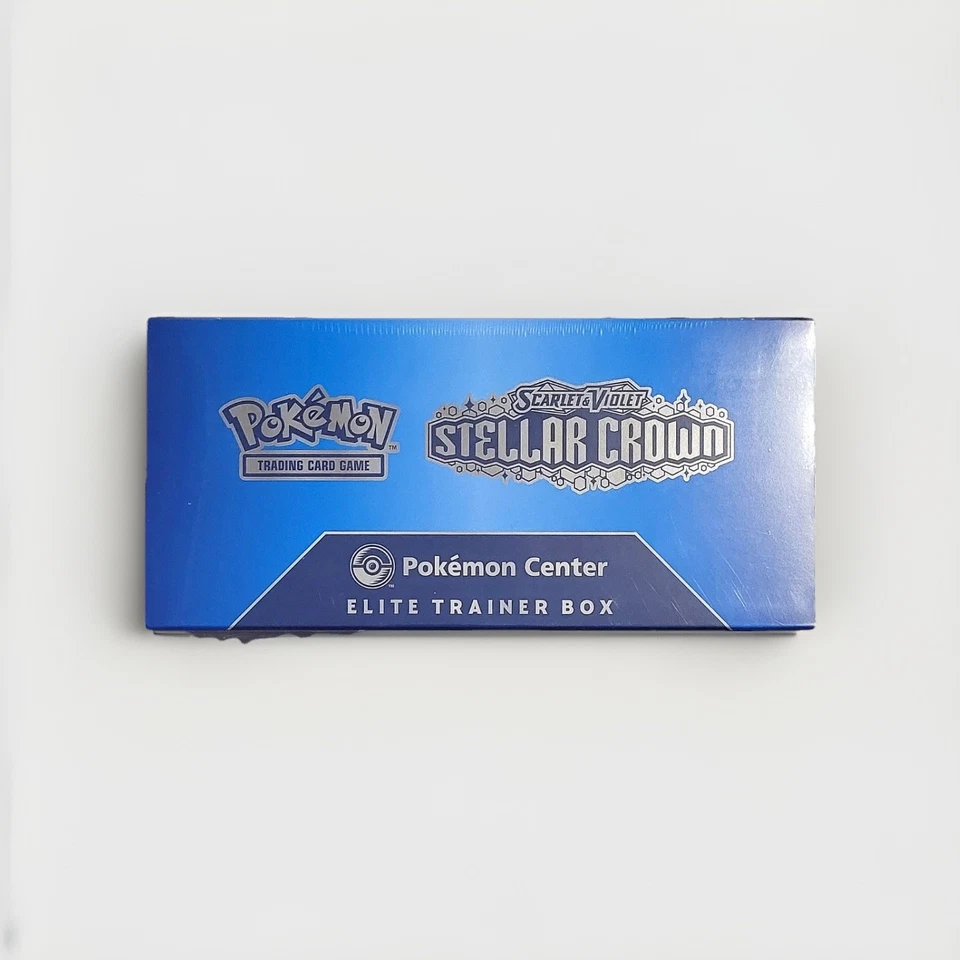 Pokémon
TRADING CARD GAME
SCARLET & VIOLET
STELLAR CROWN
Pokémon Center
ELITE TRAINER BOX